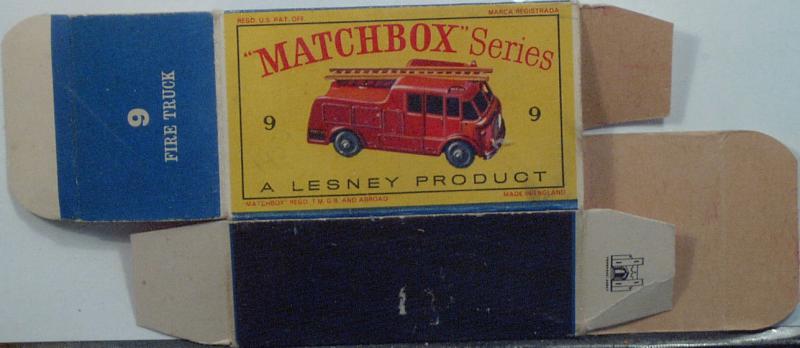 REGD. U.S. PAT. OFF.
MARCA REGISTRADA
"MATCHBOX" Series
9
9
A LESNEY PRODUCT
"MATCHBOX" REGD. T.M. G.B. AND ABROAD
MADE IN ENGLAND
9
FIRE TRUCK